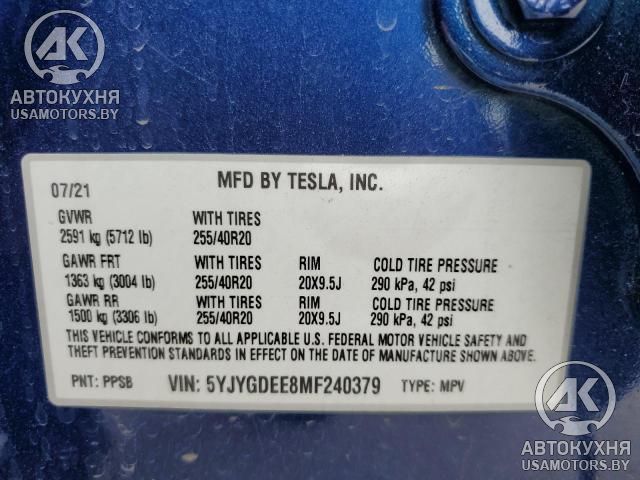 АК
АВТОКУХНЯ
USAMOTORS.BY
MFD BY TESLA, INC.
07/21
GVWR WITH TIRES
2591 kg (5712 lb) 255/40R20
GAWR FRT WITH TIRES RIM COLD TIRE PRESSURE
1363 kg (3004 lb) 255/40R20 20X9.5J 290 kPa, 42 psi
GAWR RR WITH TIRES RIM COLD TIRE PRESSURE
1500 kg (3306 lb) 255/40R20 20X9.5J 290 kPa, 42 psi
THIS VEHICLE CONFORMS TO ALL APPLICABLE U.S. FEDERAL MOTOR VEHICLE SAFETY AND
THEFT PREVENTION STANDARDS IN EFFECT ON THE DATE OF MANUFACTURE SHOWN ABOVE.
PNT: PPSB VIN: 5YJYGDEE8MF240379 TYPE: MPV
АК
АВТОКУХНЯ
USAMOTORS.BY